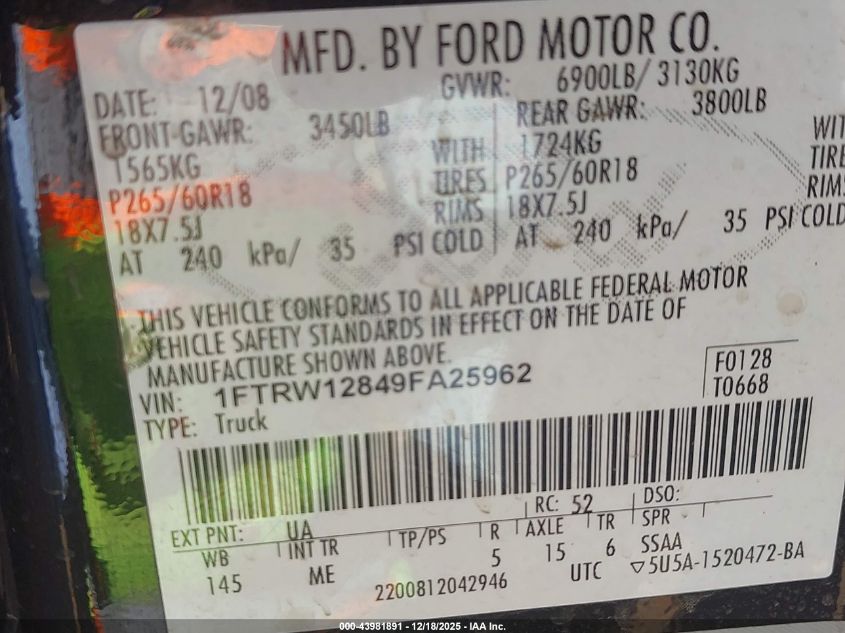 MFD. BY FORD MOTOR CO.
DATE: 12/08 GVWR: 6900LB/ 3130KG
FRONT GAWR: 3450LB REAR GAWR: 3800LB
1565KG WITH 1724KG WIT
P265/60R18 TIRES P265/60R18 TIRE
18X7.5J RIMS 18X7.5J RIMS
AT 240 kPa/ 35 PSI COLD AT 240 kPa/ 35 PSI COLD
THIS VEHICLE CONFORMS TO ALL APPLICABLE FEDERAL MOTOR
VEHICLE SAFETY STANDARDS IN EFFECT ON THE DATE OF
MANUFACTURE SHOWN ABOVE.
VIN: 1FTRW12849FA25962 F0128
TYPE: Truck T0668
EXT PNT: UA RC: 52 DSO:
WB INT TR TP/PS R AXLE TR SPR
145 ME 5 15 6 SSAA
2200812042946 UTC ▽5U5A-1520472-BA
000-43981891 - 12/18/2025 - IAA Inc.